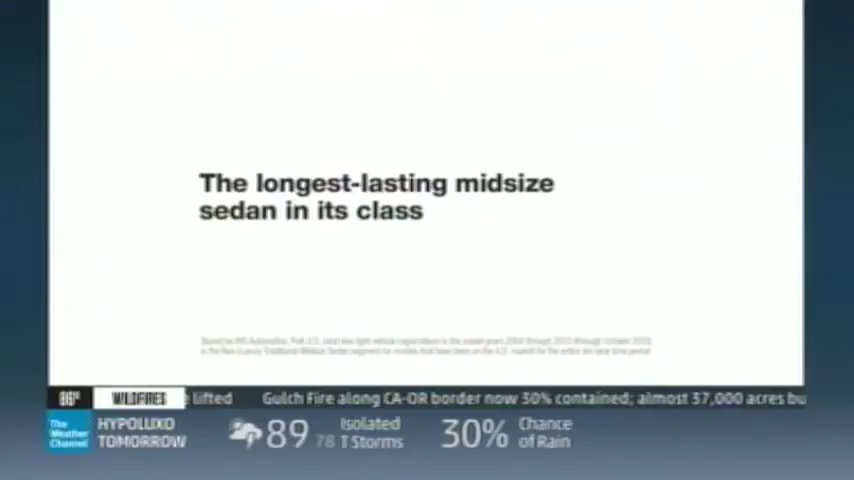 The longest-lasting midsize
sedan in its class
86°
WILDFIRES
lifted Gulch Fire along CA-OR border now 30% contained; almost 37,000 acres bu
The
Weather
Channel
HYPOLUXO
TOMORROW
89
78
Isolated
T Storms
30%
Chance
of Rain